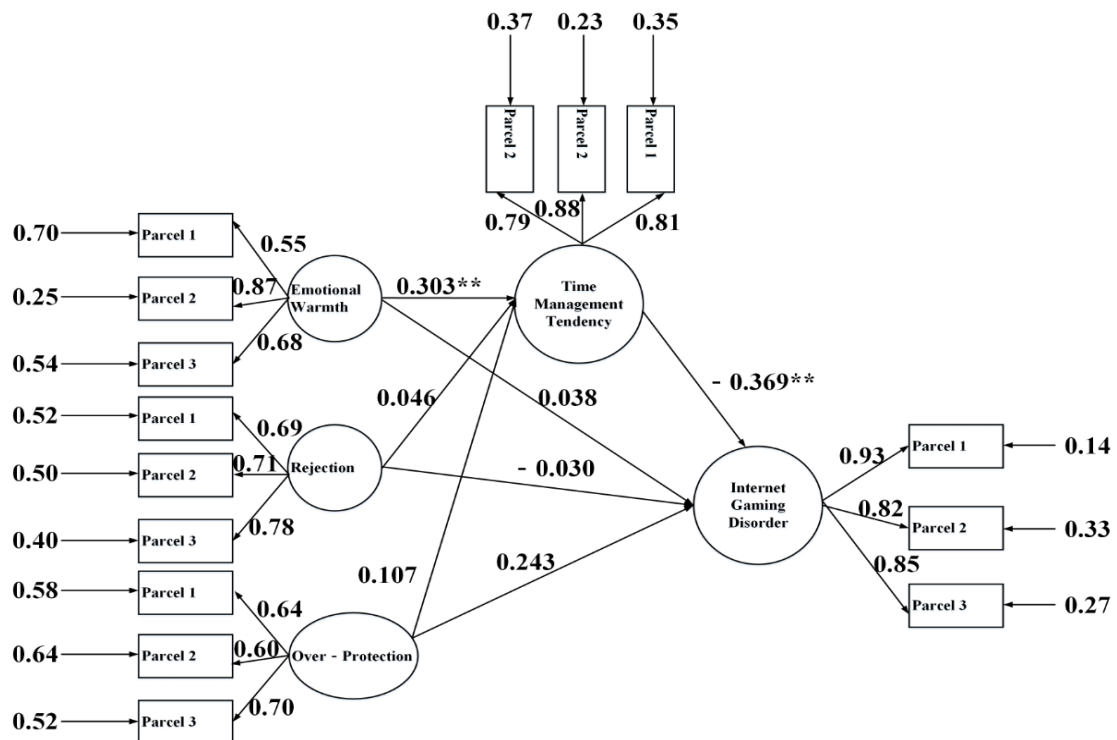 0.37
0.23
0.35
Parcel 2
Parcel 2
Parcel 1
0.79
0.88
0.81
0.70
Parcel 1
0.55
0.25
Parcel 2
0.87
0.54
Parcel 3
0.68
Emotional
Warmth
0.303**
Time
Management
Tendency
0.52
Parcel 1
0.69
0.50
Parcel 2
0.71
0.40
Parcel 3
0.78
Rejection
0.046
0.038
- 0.030
- 0.369**
0.58
Parcel 1
0.64
0.64
Parcel 2
0.60
0.52
Parcel 3
0.70
Over - Protection
0.107
0.243
Internet
Gaming
Disorder
0.93
Parcel 1
0.14
0.82
Parcel 2
0.33
0.85
Parcel 3
0.27